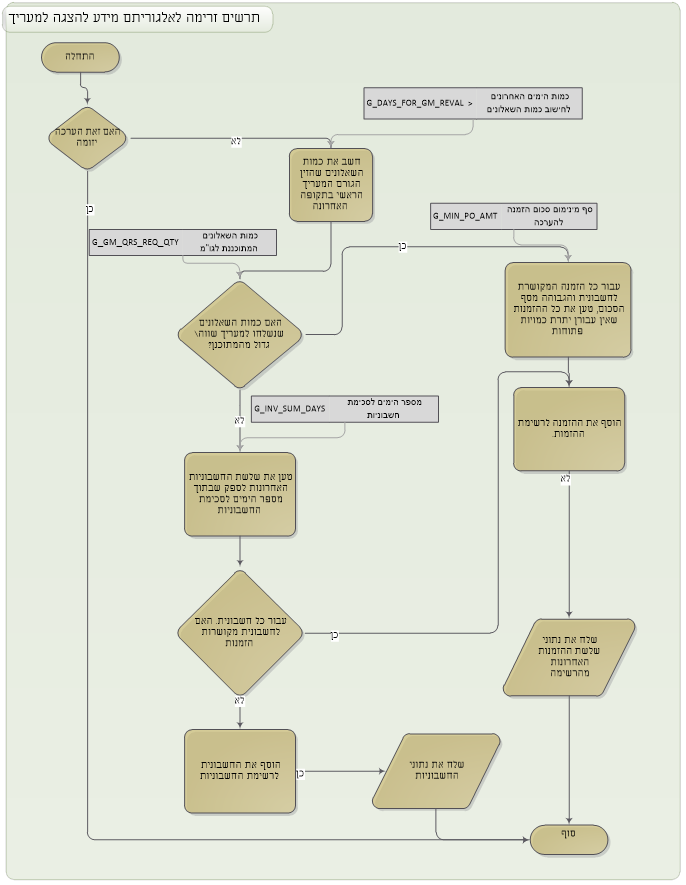 תרשים זרימה לאלגוריתם מידע להצגה למעריך
התחלה
האם זאת הערכה
יזומה
לא
כן
G_DAYS_FOR_GM_REVAL >
כמות הימים האחרונים
לחישוב כמות השאלונים
חשב את כמות
השאלונים שהזין
הגורם המעריך
הראשי בתקופה
האחרונה
G_MIN_PO_AMT
סף מינימום סכום הזמנה
להערכה
G_GM_QRS_REQ_QTY
כמות השאלונים
המתוכננת לגו"מ
כן
האם כמות השאלונים
שנשלחו למעריך שווה\
גדול מהמתוכנן?
עבור כל הזמנה המקושרת
לחשבונית והגבוהה מסף
הסכום, טען את כל ההזמנות
שאין עבורן יתרת כמויות
פתוחות
לא
G_INV_SUM_DAYS
מספר הימים לסכימת
חשבוניות
הוסף את ההזמנה לרשימת
ההזמות.
לא
טען את שלשת החשבוניות
האחרונות לספק שבתוך
מספר הימים לסכימת
החשבוניות
עבור כל חשבונית. האם
לחשבונית מקושרות
הזמנות
כן
לא
שלח את נתוני
שלשת ההזמנות
האחרונות
מהרשימה
הוסף את החשבונית
לרשימת החשבוניות
כן
שלח את נתוני
החשבוניות
סוף